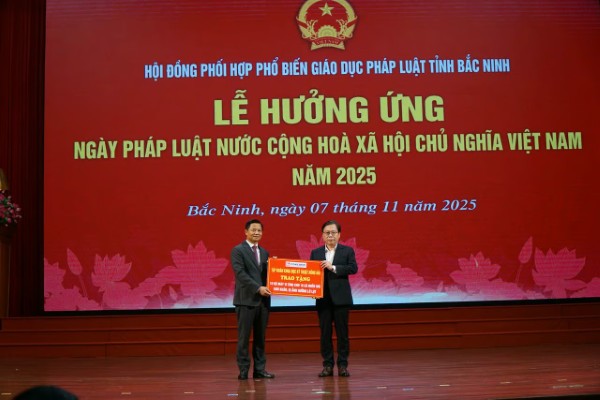 HỘI ĐỒNG PHỐI HỢP PHỔ BIẾN GIÁO DỤC PHÁP LUẬT TỈNH BẮC NINH
LỄ HƯỞNG ỨNG
NGÀY PHÁP LUẬT NƯỚC CỘNG HOÀ XÃ HỘI CHỦ NGHĨA VIỆT NAM
NĂM 2025
Bắc Ninh, ngày 07 tháng 11 năm 2025
TRAO TẶNG